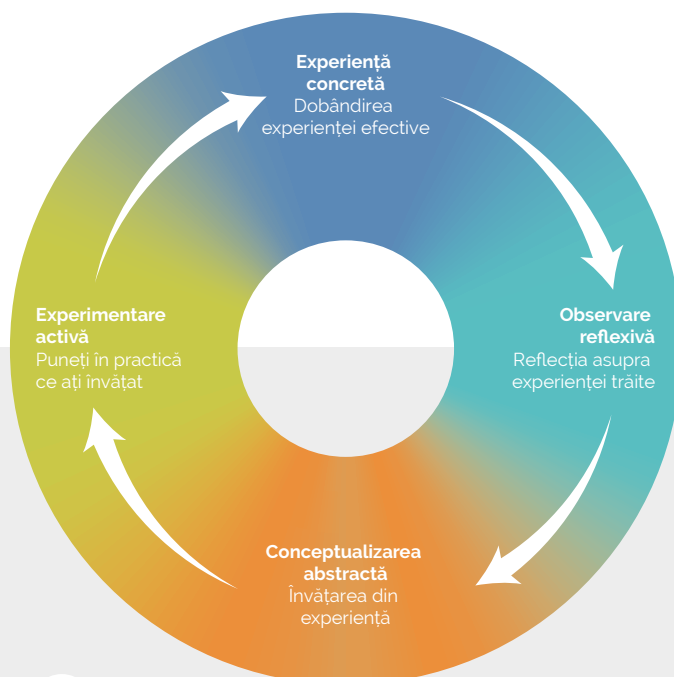 Experiență
concretă
Dobândirea
experienței efective
Observare
reflexivă
Reflecția asupra
experienței trăite
Conceptualizarea
abstractă
Învățarea din
experiență
Experimentare
activă
Puneți în practică
ce ați învățat